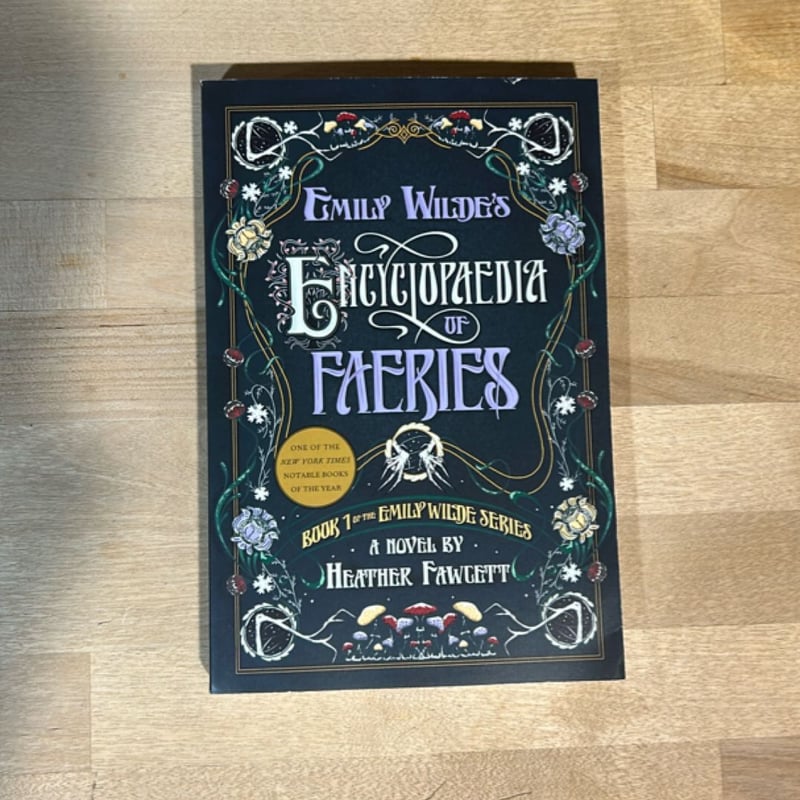 EMILY WILDE'S
ENCYCLOPAEDIA
OF
FAERIES
ONE OF THE
NEW YORK TIMES
NOTABLE BOOKS
OF THE YEAR
BOOK 1 OF THE EMILY WILDE SERIES
A NOVEL BY
HEATHER FAWCETT